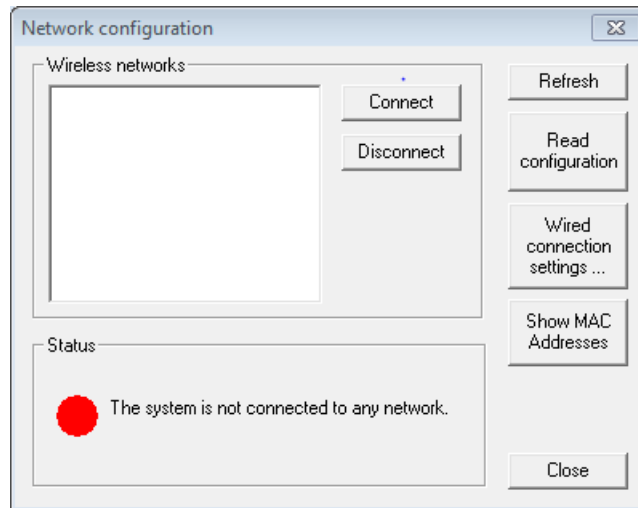 Network configuration
Wireless networks
Connect
Disconnect
Refresh
Read
configuration
Wired
connection
settings ...
Show MAC
Addresses
Status
The system is not connected to any network.
Close